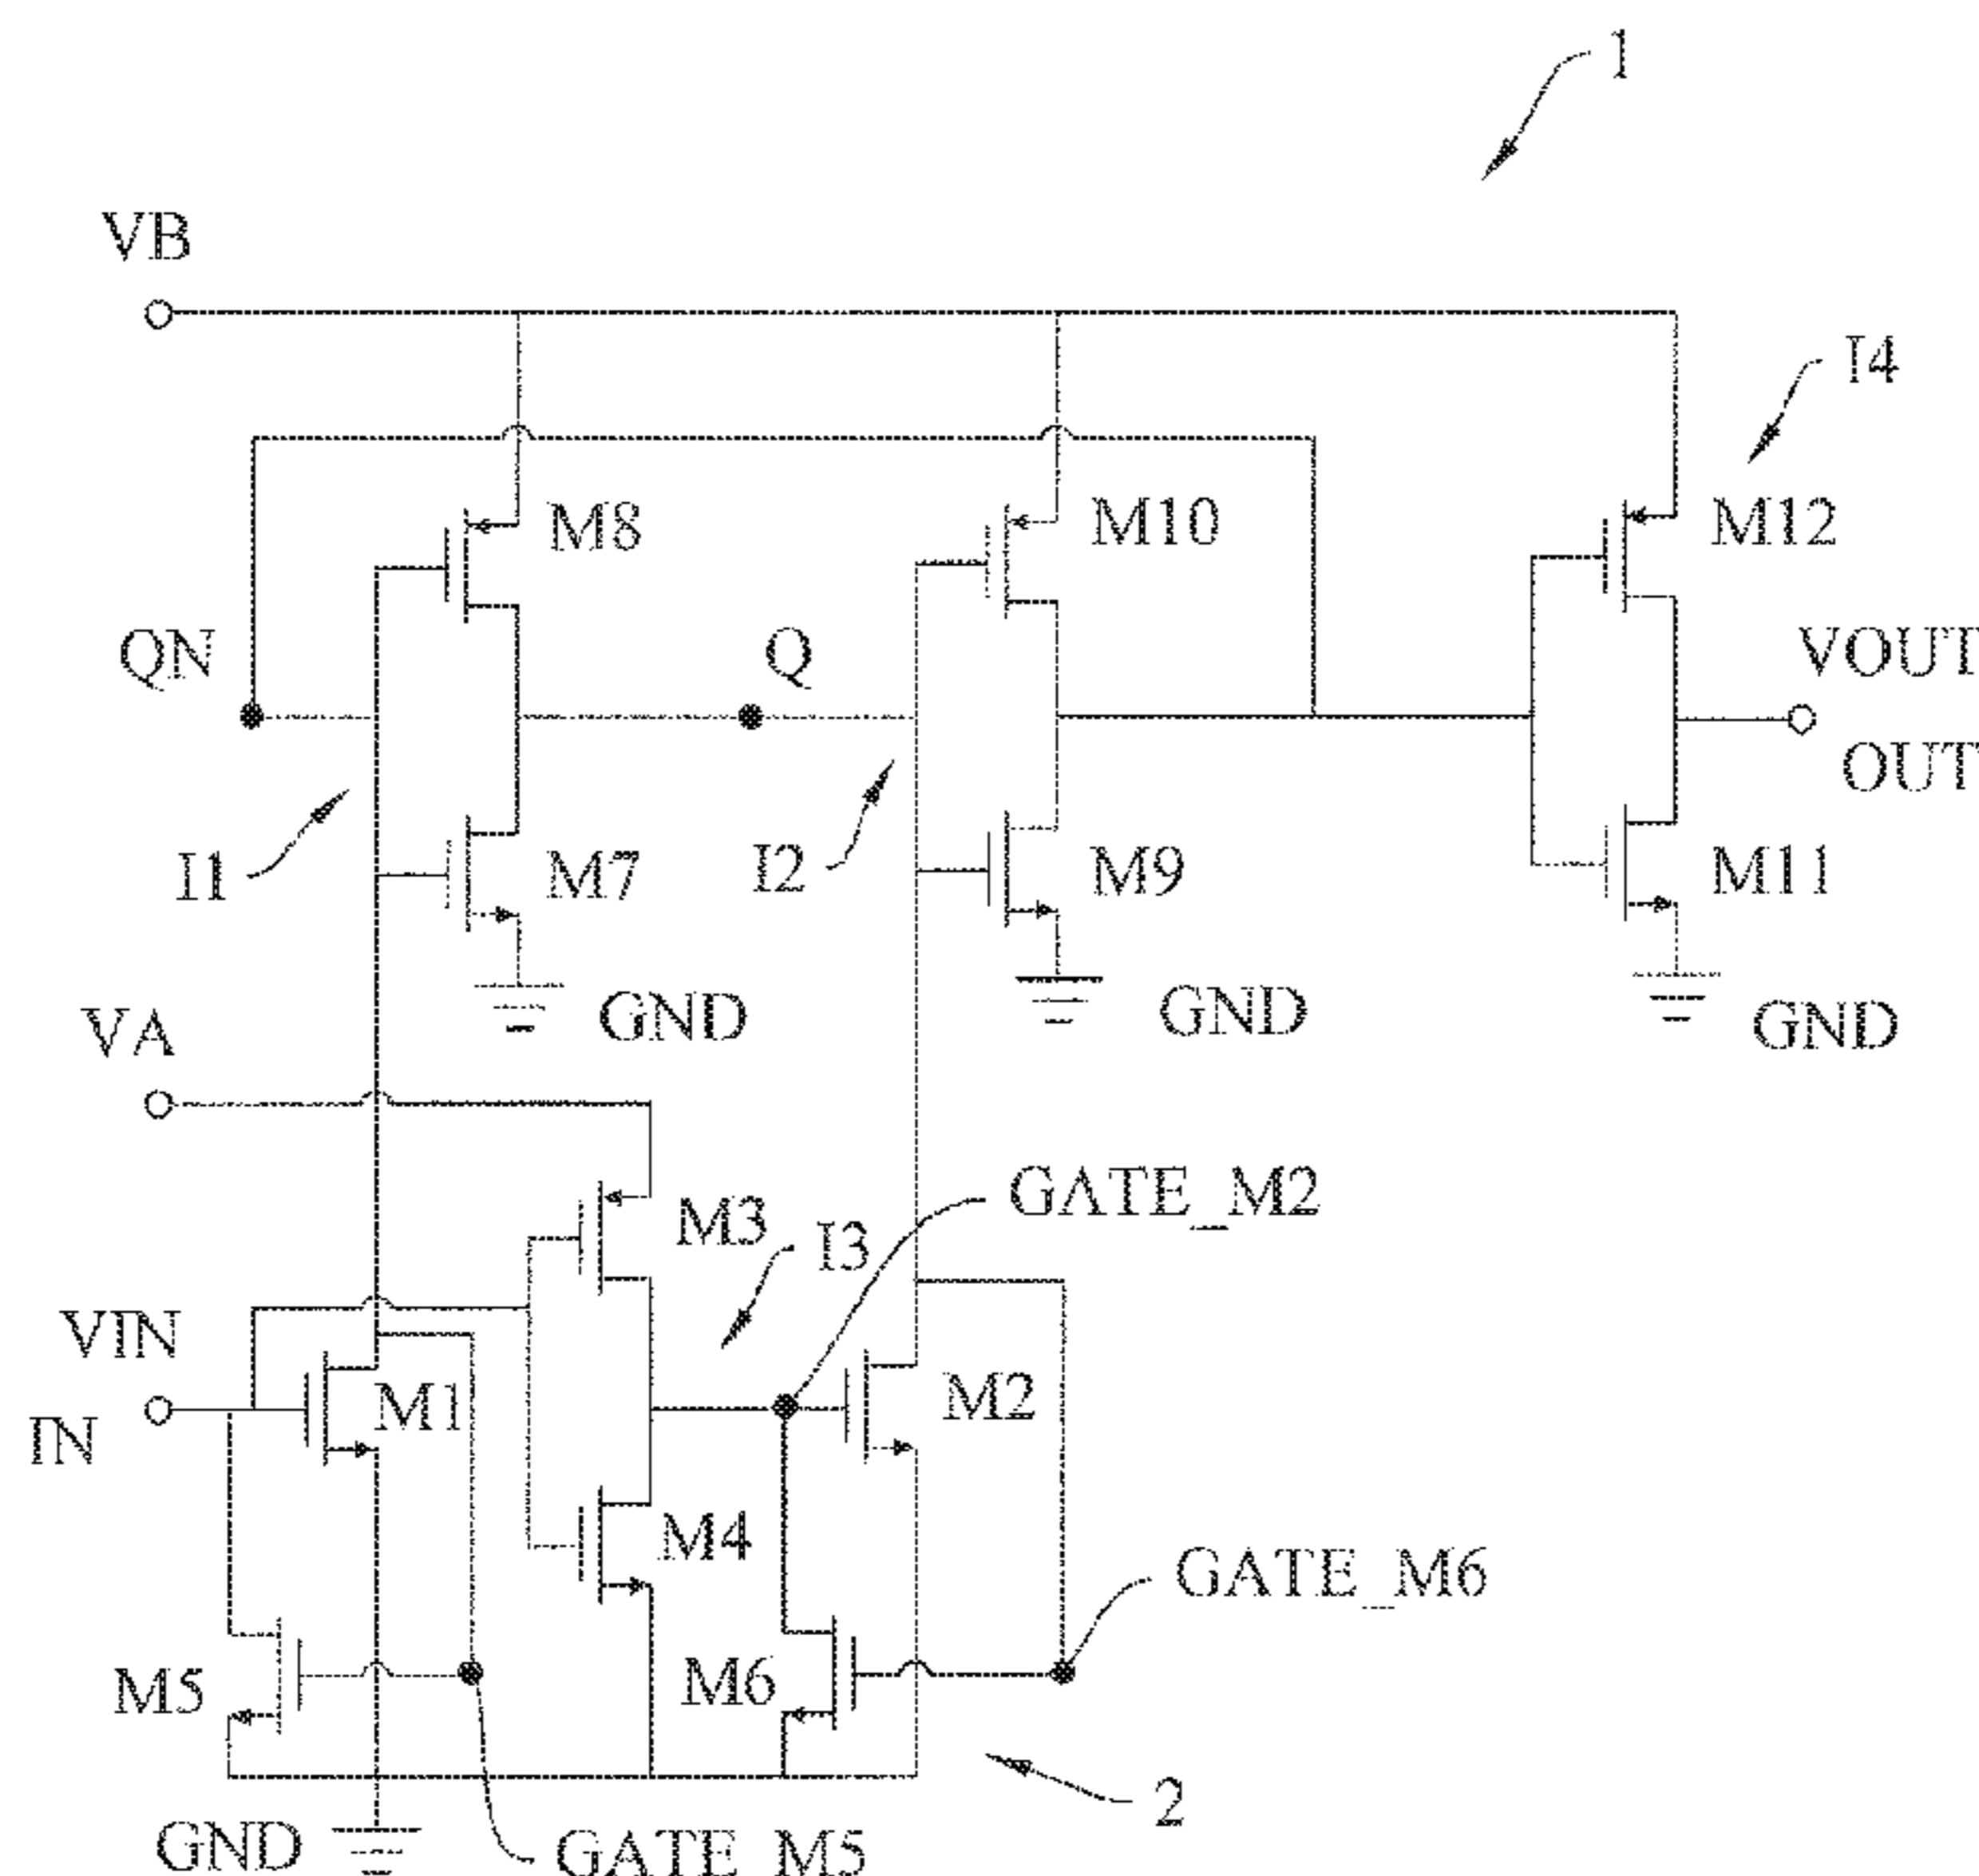 1
VB
I4
M8
M10
M12
QN
Q
VOUT
OUT
I1
M7
I2
M9
M11
GND
GND
GND
VA
GATE_M2
M3
I3
VIN
IN
M1
M2
M4
GATE_M6
M5
M6
2
GND
GATE_M5